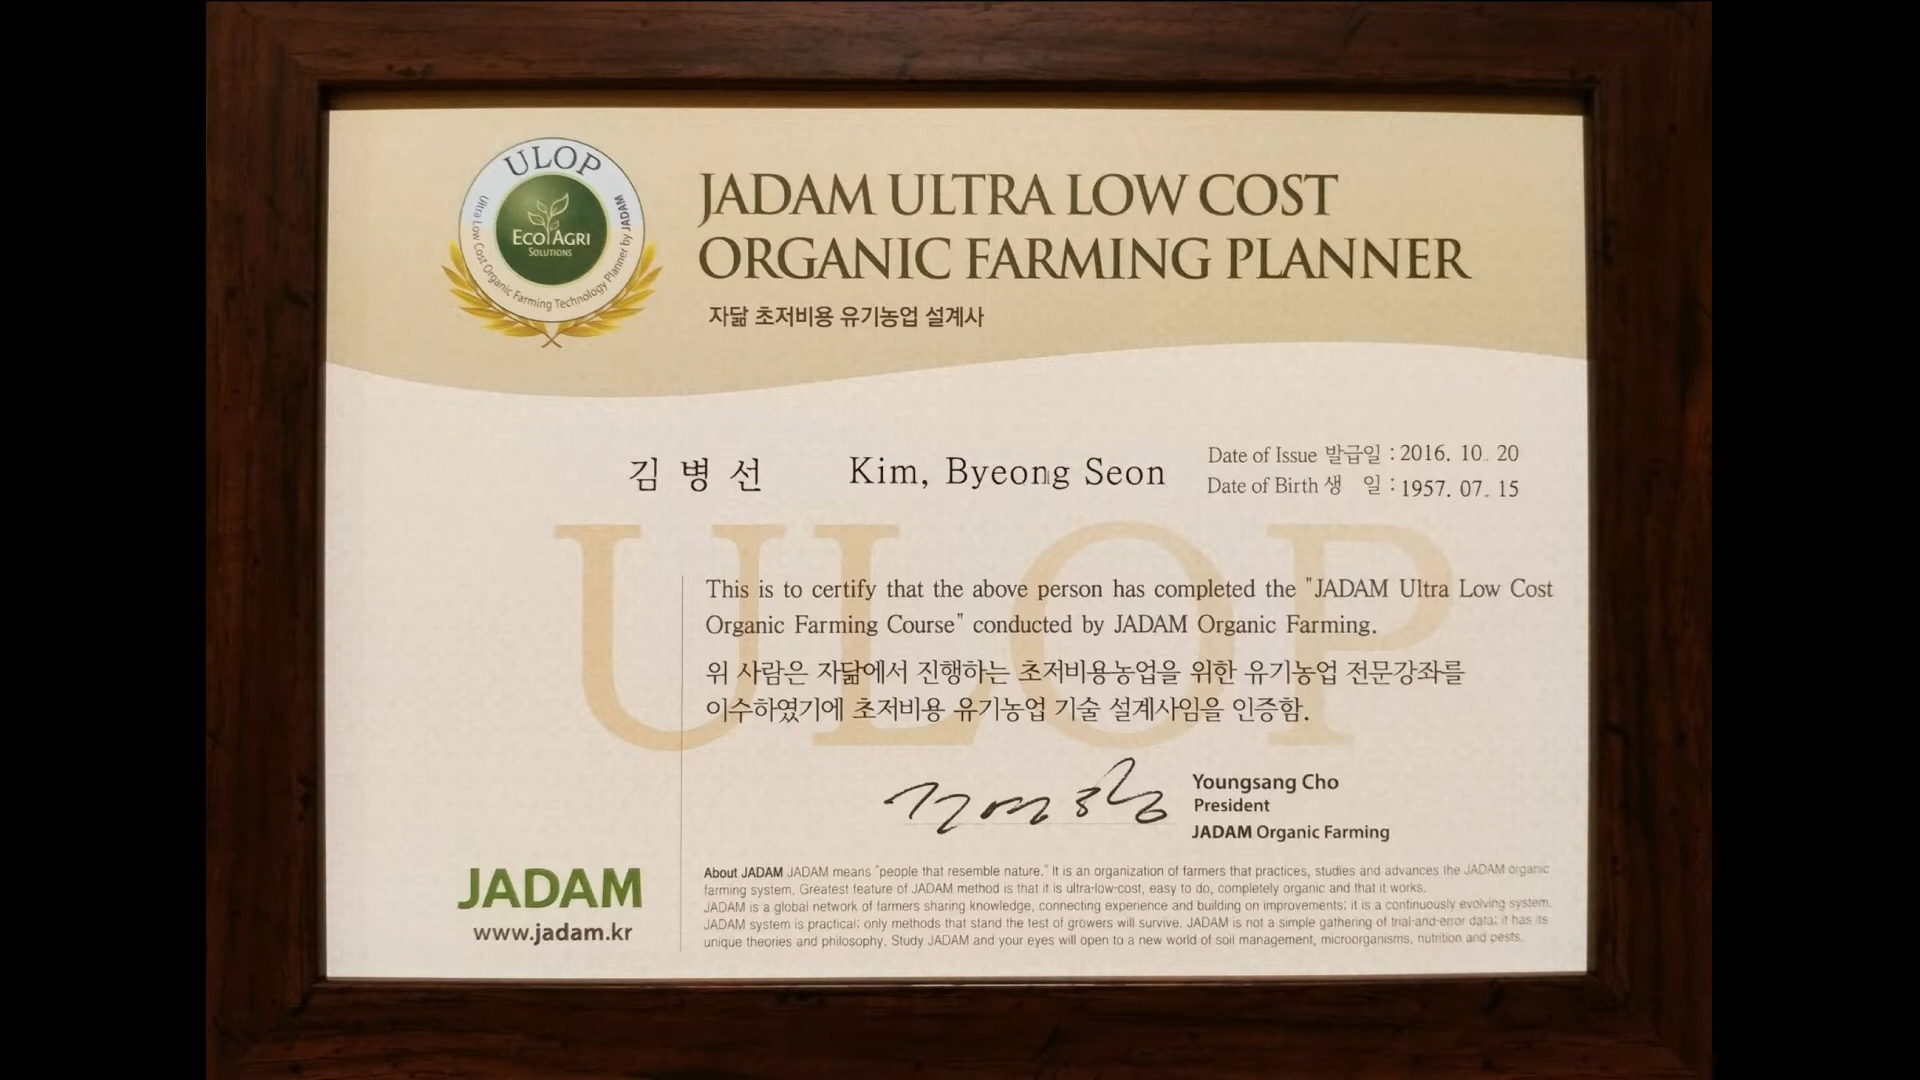 ULOP
Ultra Low Cost Organic Farming Technology Planner by JADAM
ECO AGRI
SOLUTIONS
JADAM ULTRA LOW COST
ORGANIC FARMING PLANNER
자닮 초저비용 유기농업 설계사
김 병 선 Kim, Byeong Seon
Date of Issue 발급일 : 2016. 10. 20
Date of Birth 생 일 : 1957. 07. 15
ULOP
This is to certify that the above person has completed the "JADAM Ultra Low Cost
Organic Farming Course" conducted by JADAM Organic Farming.
위 사람은 자닮에서 진행하는 초저비용농업을 위한 유기농업 전문강좌를
이수하였기에 초저비용 유기농업 기술 설계사임을 인증함.
Youngsang Cho
President
JADAM Organic Farming
JADAM
www.jadam.kr
About JADAM JADAM means "people that resemble nature." It is an organization of farmers that practices, studies and advances the JADAM organic
farming system. Greatest feature of JADAM method is that it is ultra-low-cost, easy to do, completely organic and that it works.
JADAM is a global network of farmers sharing knowledge, connecting experience and building on improvements; it is a continuously evolving system.
JADAM system is practical; only methods that stand the test of growers will survive. JADAM is not a simple gathering of trial-and-error data; it has its
unique theories and philosophy. Study JADAM and your eyes will open to a new world of soil management, microorganisms, nutrition and pests.